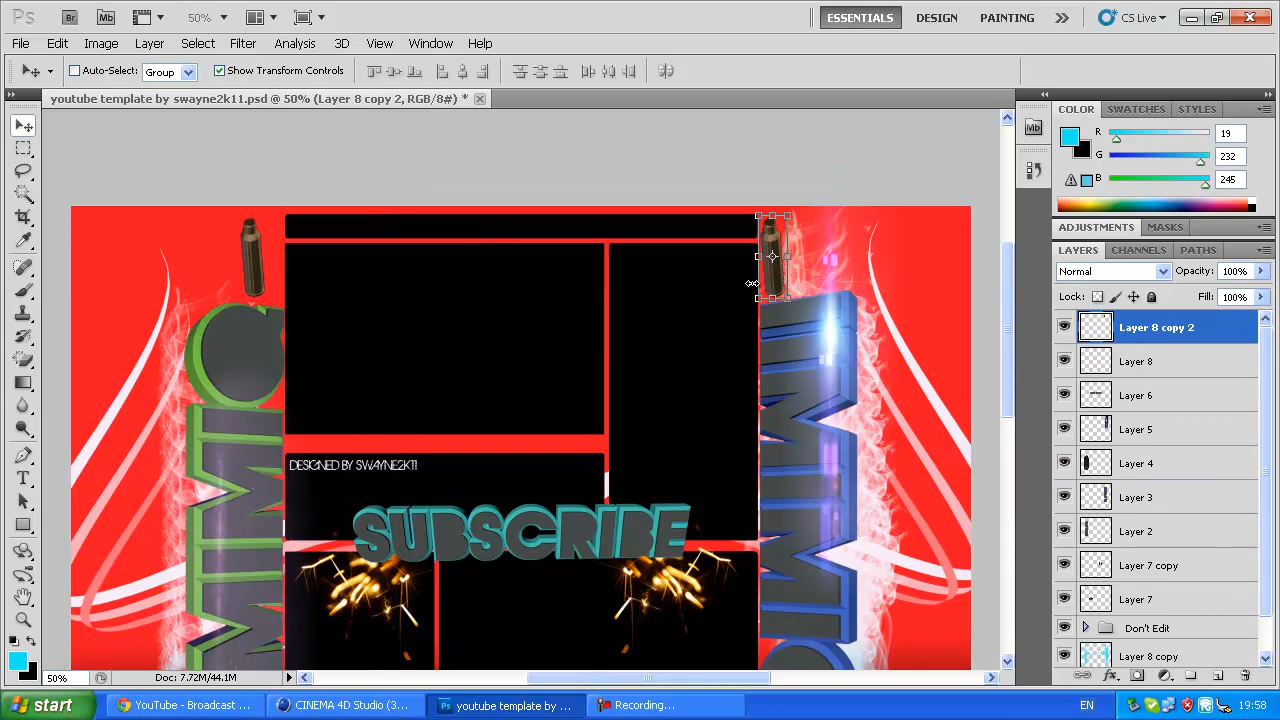 Ps Br Mb 50% ESSENTIALS DESIGN PAINTING CS Live
File Edit Image Layer Select Filter Analysis 3D View Window Help
Auto-Select: Group Show Transform Controls
youtube template by swayne2k11.psd @ 50% (Layer 8 copy 2, RGB/8#) *
COLOR SWATCHES STYLES
Mb
R 19
G 232
B 245
ADJUSTMENTS MASKS
LAYERS CHANNELS PATHS
Normal Opacity: 100%
Lock: Fill: 100%
Layer 8 copy 2
Layer 8
Layer 6
Layer 5
Layer 4
Layer 3
Layer 2
Layer 7 copy
Layer 7
Don't Edit
Layer 8 copy
DESIGNED BY SWAYNE2K11
SUBSCRIBE
50% Doc: 7.72M/44.1M
start YouTube - Broadcast ... CINEMA 4D Studio (3... youtube template by ... Recording... EN 19:58